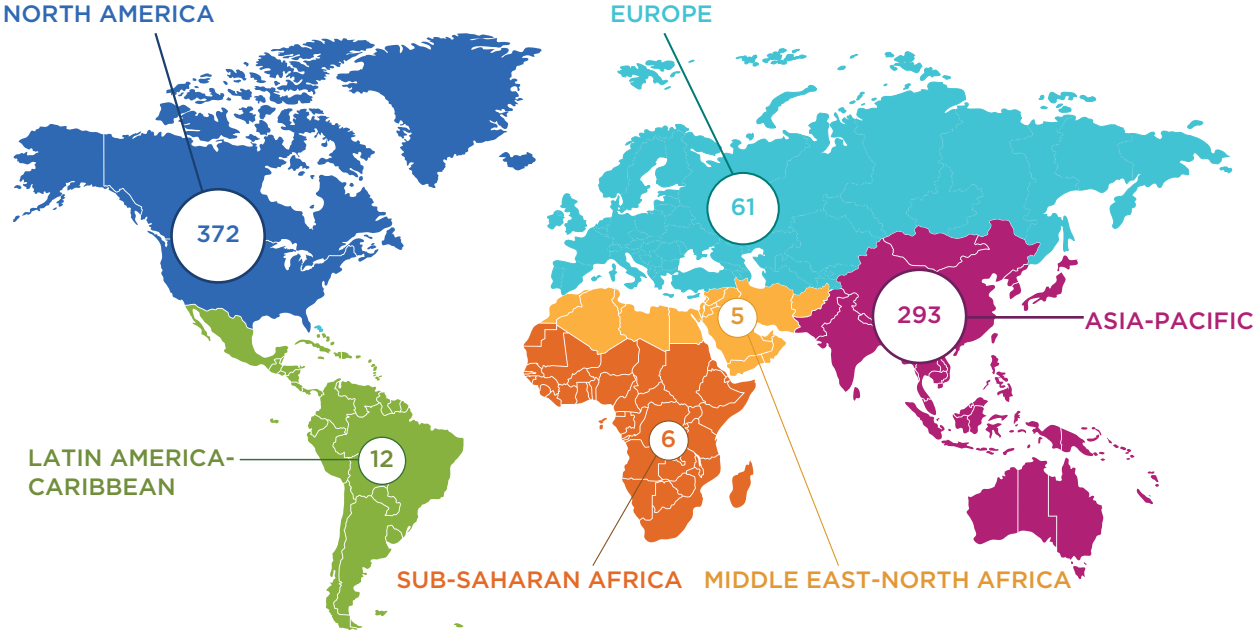 NORTH AMERICA
EUROPE
372
61
5
293
ASIA-PACIFIC
6
12
LATIN AMERICA-
CARIBBEAN
SUB-SAHARAN AFRICA
MIDDLE EAST-NORTH AFRICA